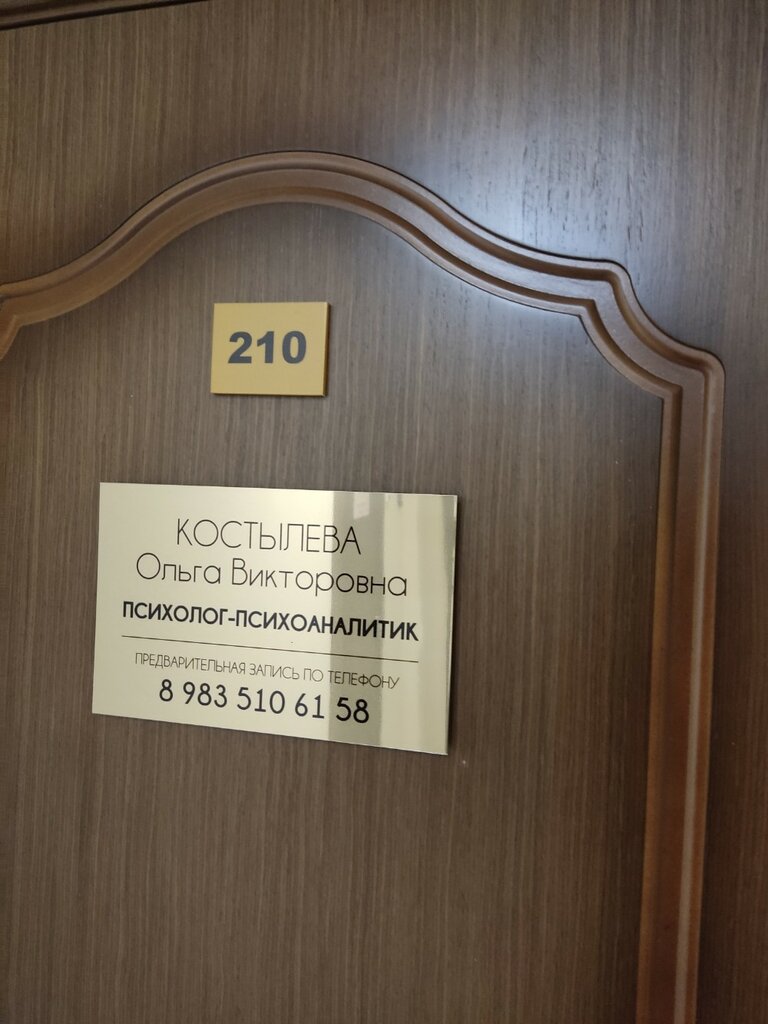 210
КОСТЫЛЕВА
Ольга Викторовна
ПСИХОЛОГ-ПСИХОАНАЛИТИК
ПРЕДВАРИТЕЛЬНАЯ ЗАПИСЬ ПО ТЕЛЕФОНУ
8 983 510 61 58